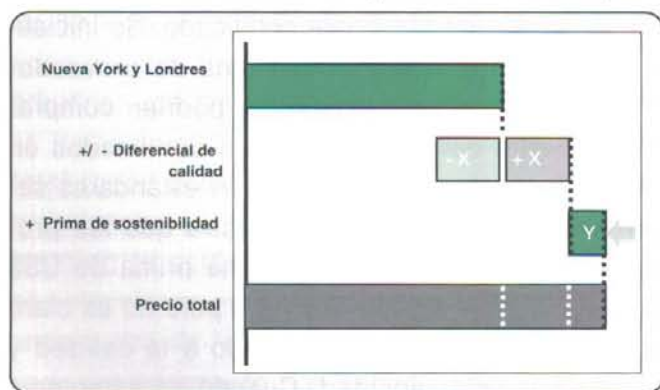 Nueva York y Londres
+/ - Diferencial de
calidad
- X
+ X
+ Prima de sostenibilidad
Y
Precio total